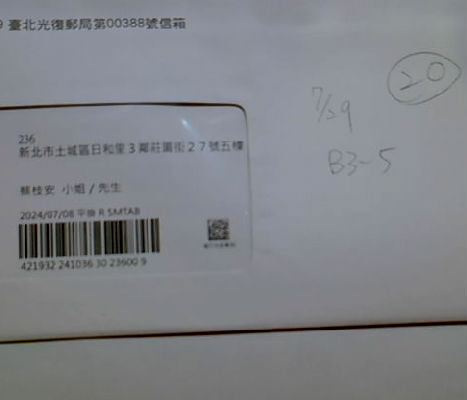 9 臺北光復郵局第00388號信箱
20
7/29
B3-5
236
新北市土城區日和里3鄰莊園街27號五樓
蔡枝安 小姐 / 先生
2024/07/08 平掛 R SMTAB
421932 241036 30 23600 9